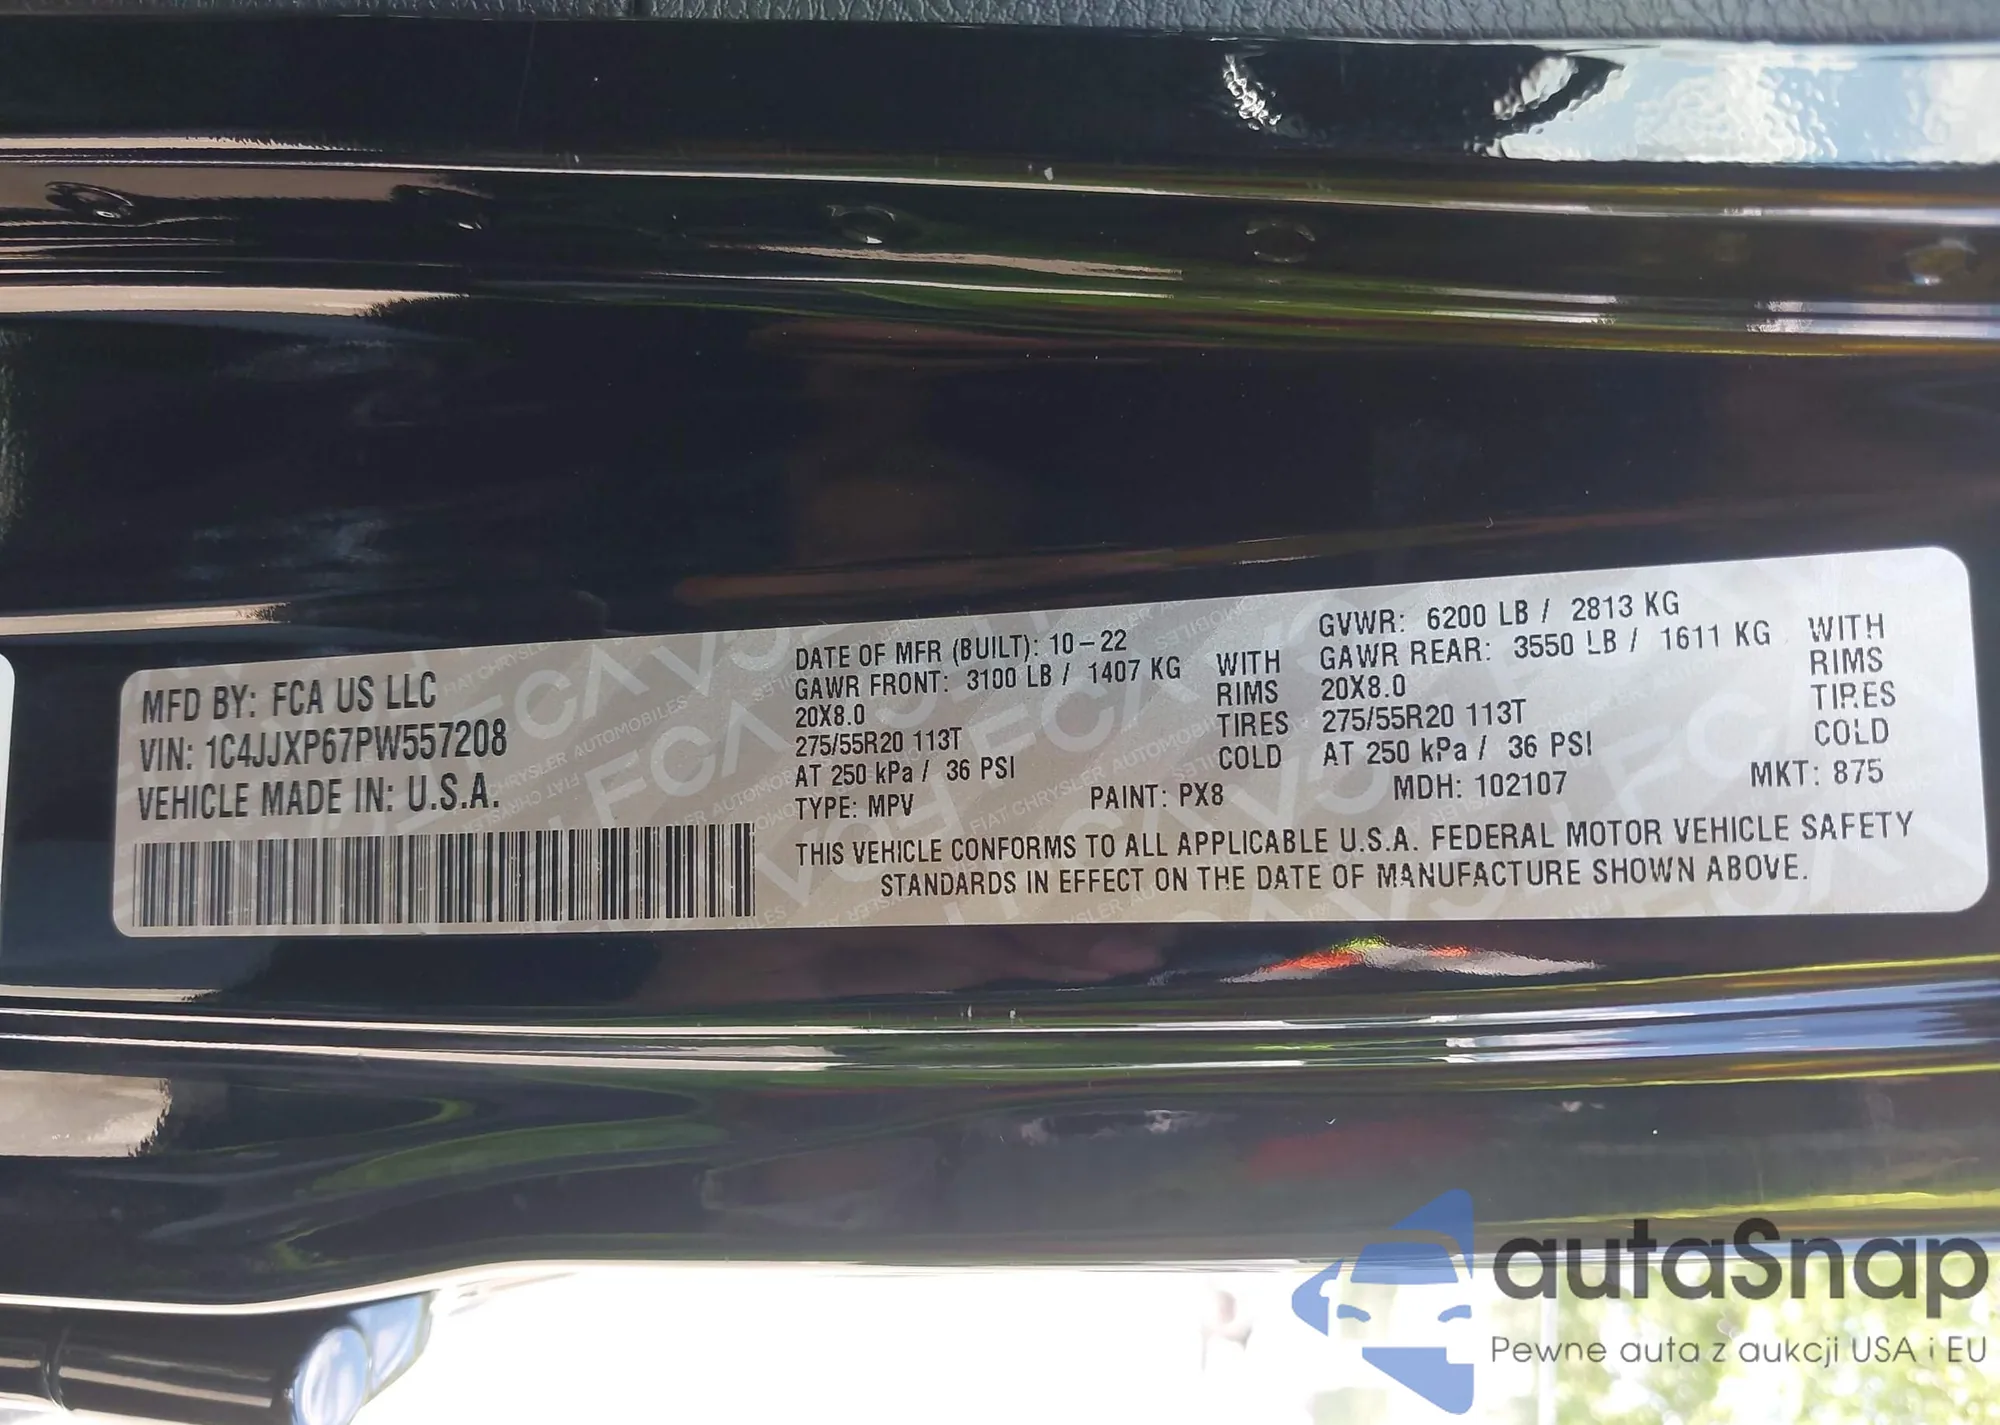 MFD BY: FCA US LLC
VIN: 1C4JJXP67PW557208
VEHICLE MADE IN: U.S.A.
DATE OF MFR (BUILT): 10-22
GAWR FRONT: 3100 LB / 1407 KG WITH
20X8.0 RIMS
275/55R20 113T TIRES
AT 250 kPa / 36 PSI COLD
GVWR: 6200 LB / 2813 KG
GAWR REAR: 3550 LB / 1611 KG WITH
20X8.0 RIMS
275/55R20 113T TIRES
AT 250 kPa / 36 PSI COLD
TYPE: MPV PAINT: PX8 MDH: 102107 MKT: 875
THIS VEHICLE CONFORMS TO ALL APPLICABLE U.S.A. FEDERAL MOTOR VEHICLE SAFETY
STANDARDS IN EFFECT ON THE DATE OF MANUFACTURE SHOWN ABOVE.
autaSnap
Pewne auta z aukcji USA i EU